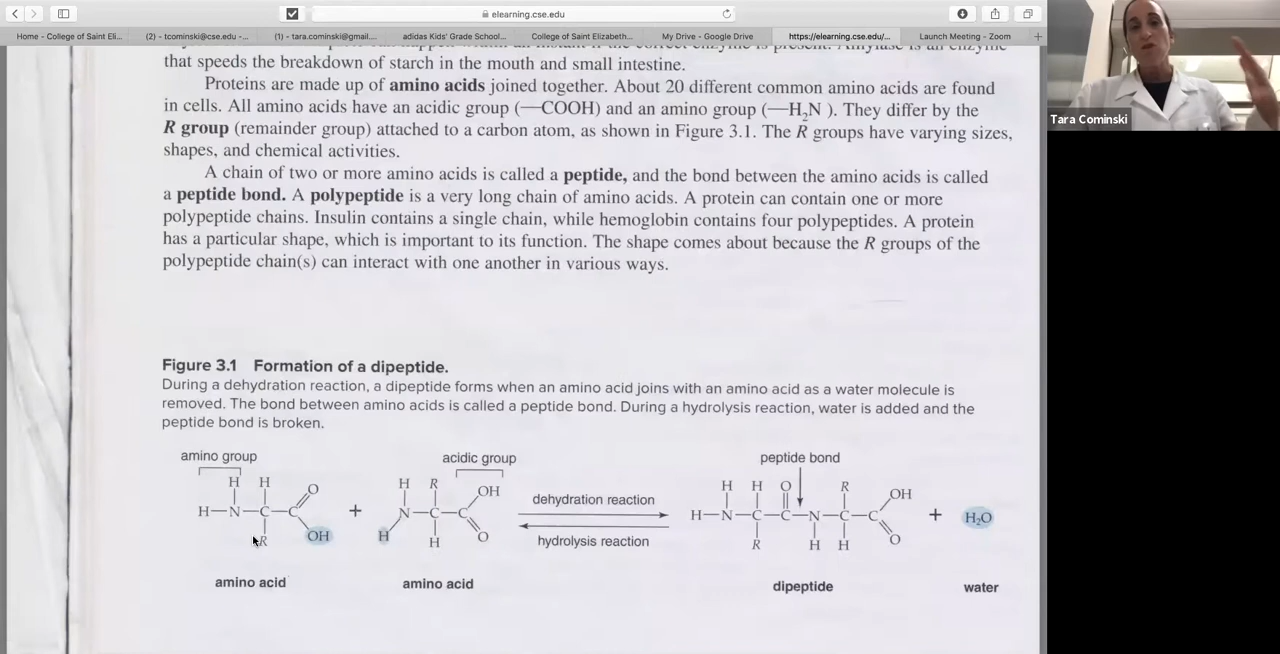 elearning.cse.edu
Home - College of Saint Eli...
(2) - tcominski@cse.edu -...
(1) - tara.cominski@gmail....
adidas Kids' Grade School...
College of Saint Elizabeth...
My Drive - Google Drive
https://elearning.cse.edu/...
Launch Meeting - Zoom
Tara Cominski
that speeds the breakdown of starch in the mouth and small intestine.
Proteins are made up of amino acids joined together. About 20 different common amino acids are found
in cells. All amino acids have an acidic group (—COOH) and an amino group (—H₂N ). They differ by the
R group (remainder group) attached to a carbon atom, as shown in Figure 3.1. The R groups have varying sizes,
shapes, and chemical activities.
A chain of two or more amino acids is called a peptide, and the bond between the amino acids is called
a peptide bond. A polypeptide is a very long chain of amino acids. A protein can contain one or more
polypeptide chains. Insulin contains a single chain, while hemoglobin contains four polypeptides. A protein
has a particular shape, which is important to its function. The shape comes about because the R groups of the
polypeptide chain(s) can interact with one another in various ways.
Figure 3.1 Formation of a dipeptide.
During a dehydration reaction, a dipeptide forms when an amino acid joins with an amino acid as a water molecule is
removed. The bond between amino acids is called a peptide bond. During a hydrolysis reaction, water is added and the
peptide bond is broken.
amino group acidic group peptide bond
H H H R H H O R
O OH OH
H—N—C—C + N—C—C dehydration reaction H—N—C—C—N—C—C + H₂O
R OH H H O hydrolysis reaction R H H O
amino acid amino acid dipeptide water